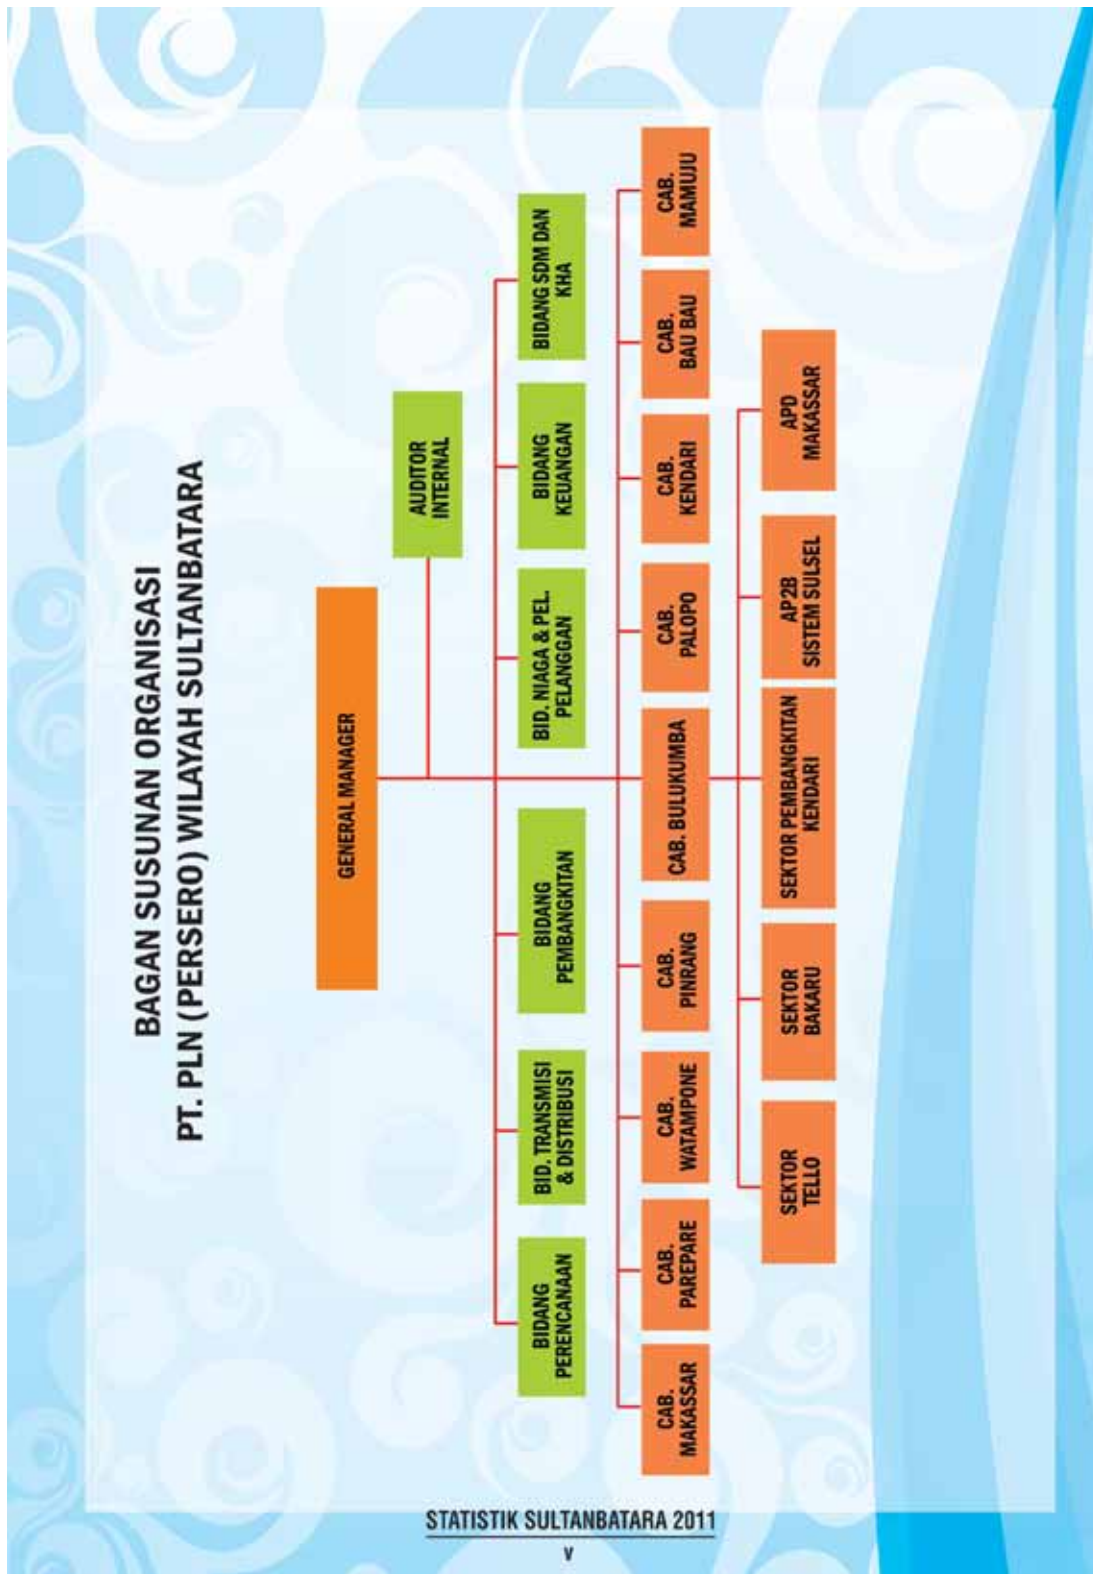 BAGAN SUSUNAN ORGANISASI
PT. PLN (PERSERO) WILAYAH SULTANBATARA
GENERAL MANAGER
AUDITOR
INTERNAL
BIDANG
PERENCANAAN
BID. TRANSMISI
& DISTRIBUSI
BIDANG
PEMBANGKITAN
BID. NIAGA & PEL.
PELANGGAN
BIDANG
KEUANGAN
BIDANG SDM DAN
KHA
CAB.
MAKASSAR
CAB.
PAREPARE
CAB.
WATAMPONE
CAB.
PINRANG
CAB. BULUKUMBA
CAB.
PALOPO
CAB.
KENDARI
CAB.
BAU BAU
CAB.
MAMUJU
SEKTOR
TELLO
SEKTOR
BAKARU
SEKTOR PEMBANGKITAN
KENDARI
AP2B
SISTEM SULSEL
APD
MAKASSAR
STATISTIK SULTANBATARA 2011
V